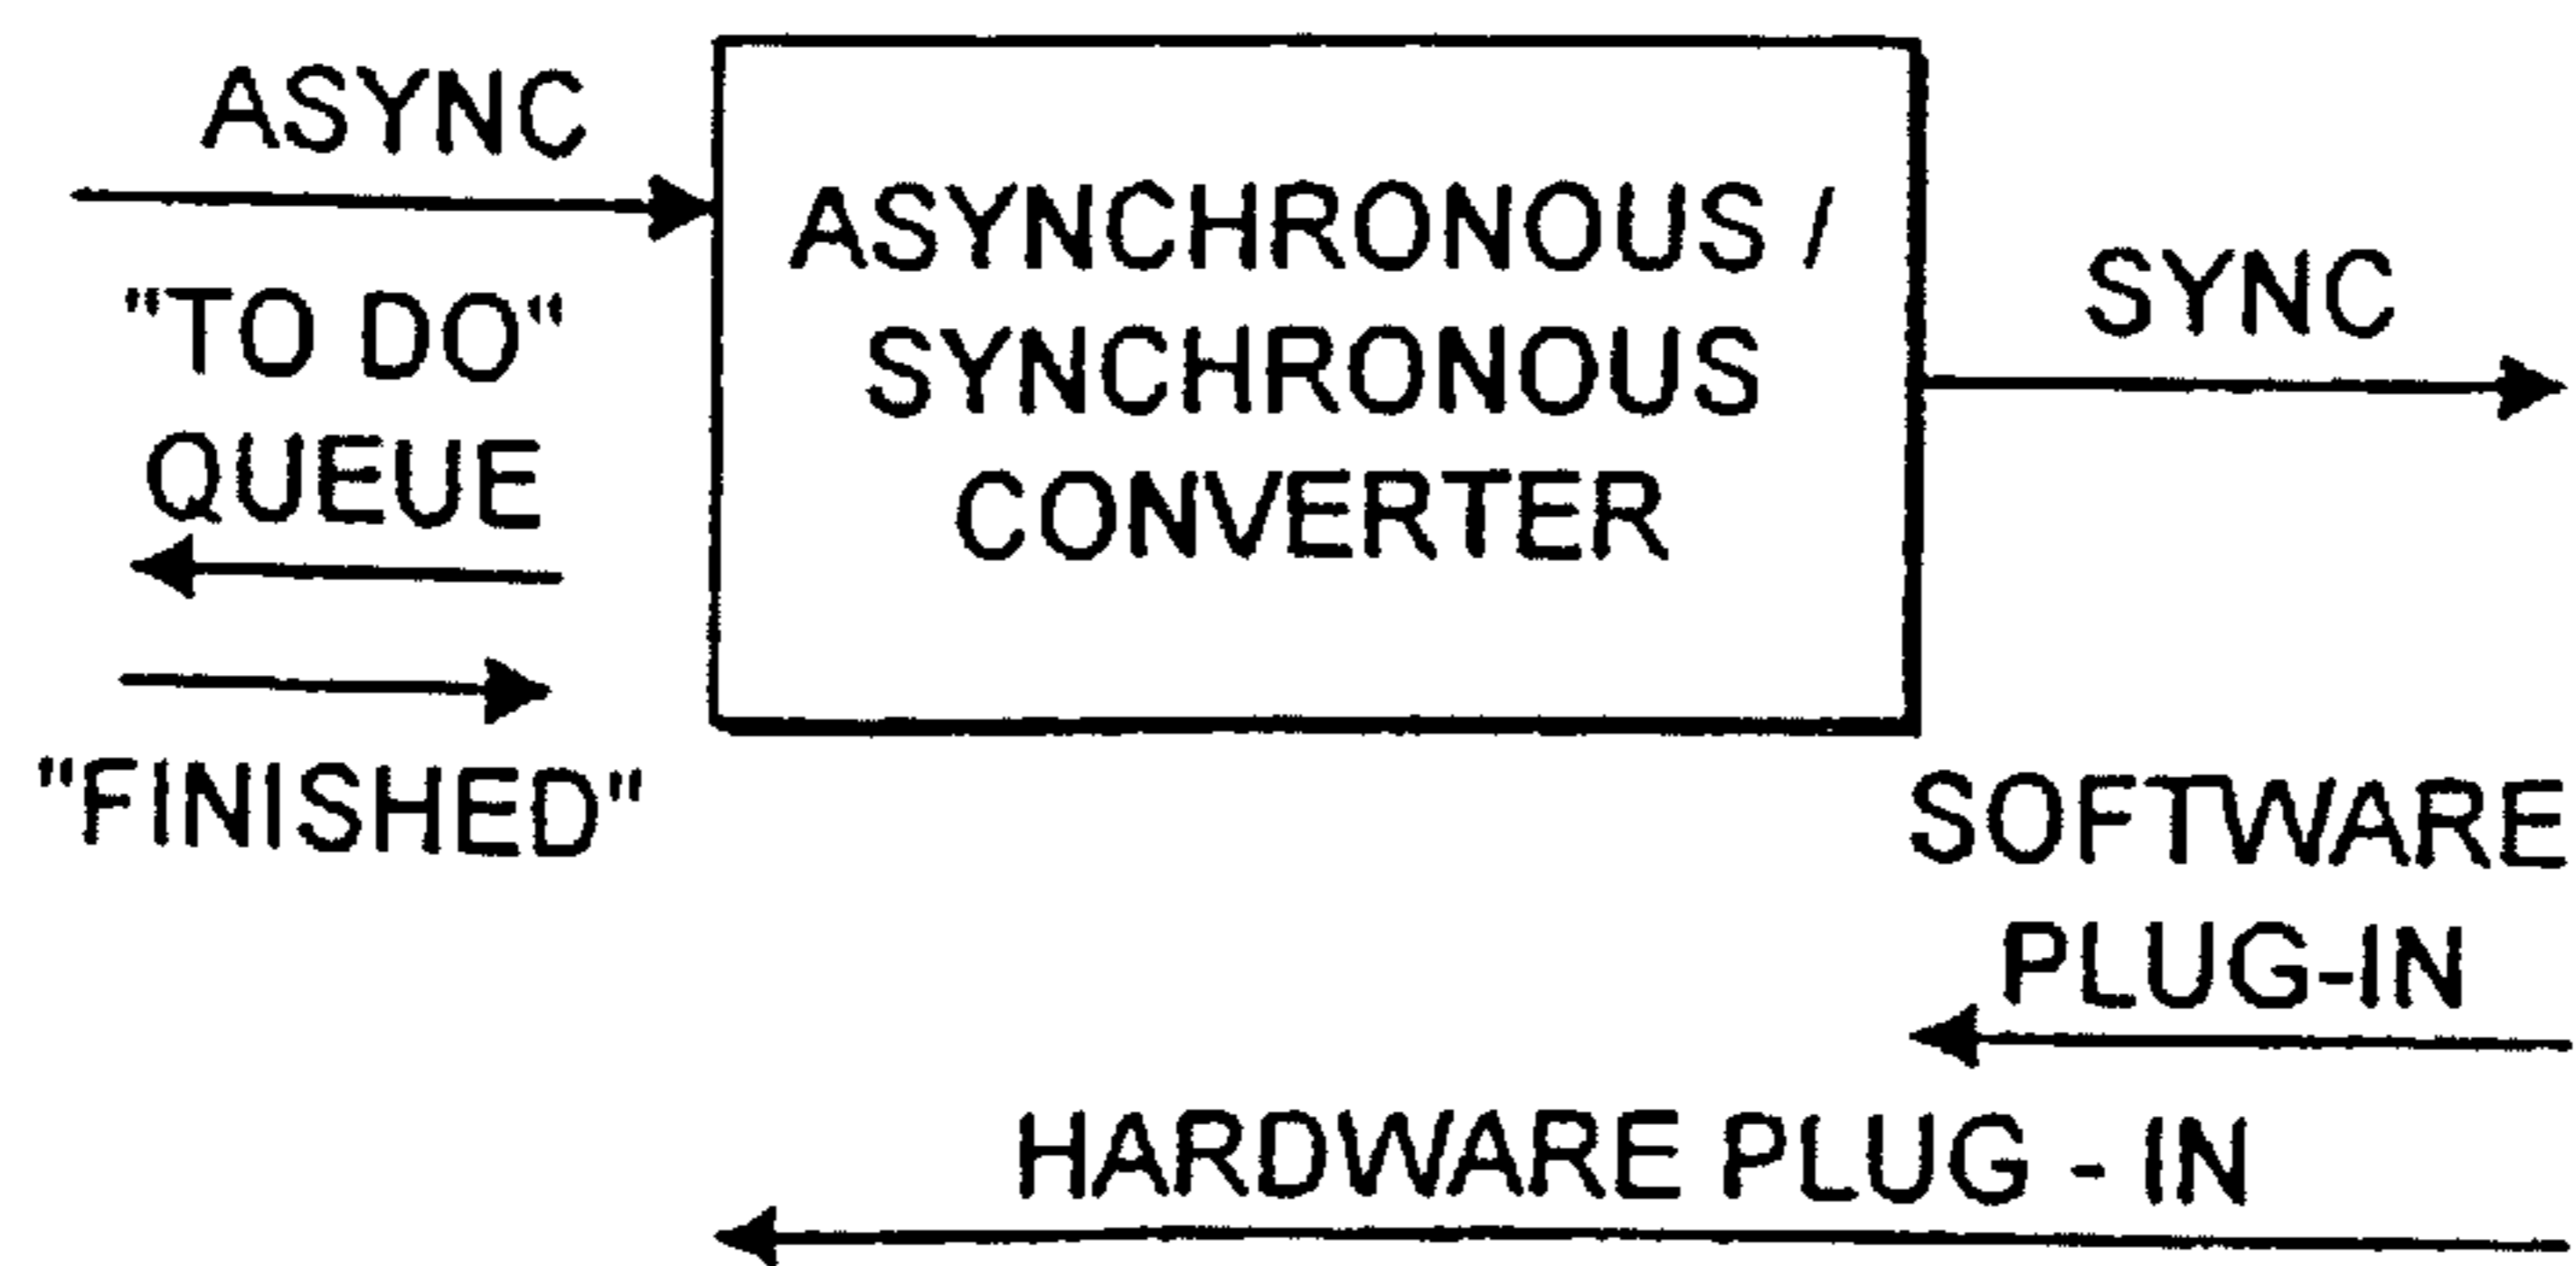 ASYNC
"TO DO"
QUEUE
"FINISHED"
ASYNCHRONOUS /
SYNCHRONOUS
CONVERTER
SYNC
SOFTWARE
PLUG-IN
HARDWARE PLUG - IN